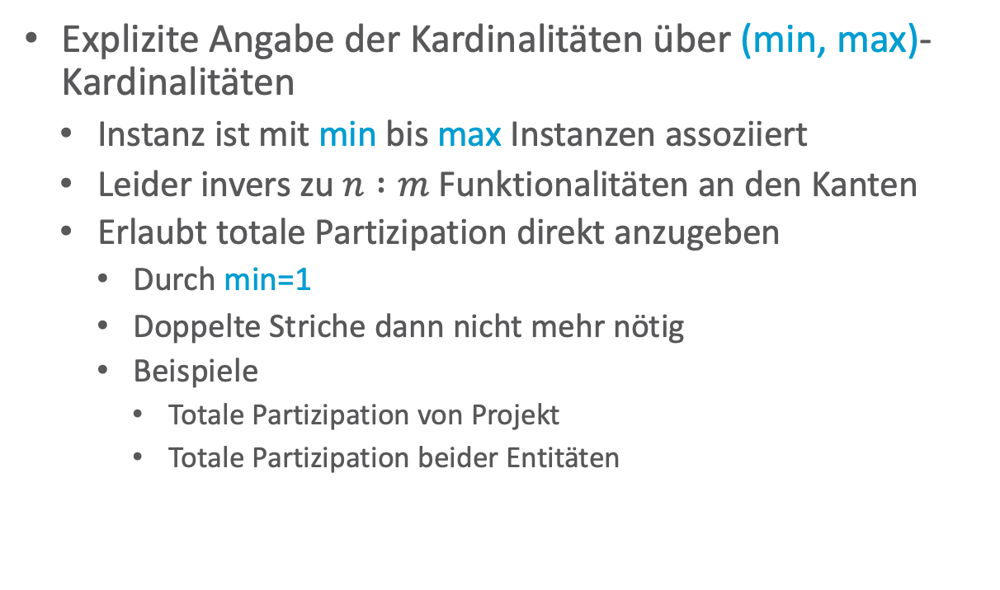 • Explizite Angabe der Kardinalitäten über (min, max)-
Kardinalitäten
• Instanz ist mit min bis max Instanzen assoziiert
• Leider invers zu n : m Funktionalitäten an den Kanten
• Erlaubt totale Partizipation direkt anzugeben
• Durch min=1
• Doppelte Striche dann nicht mehr nötig
• Beispiele
• Totale Partizipation von Projekt
• Totale Partizipation beider Entitäten